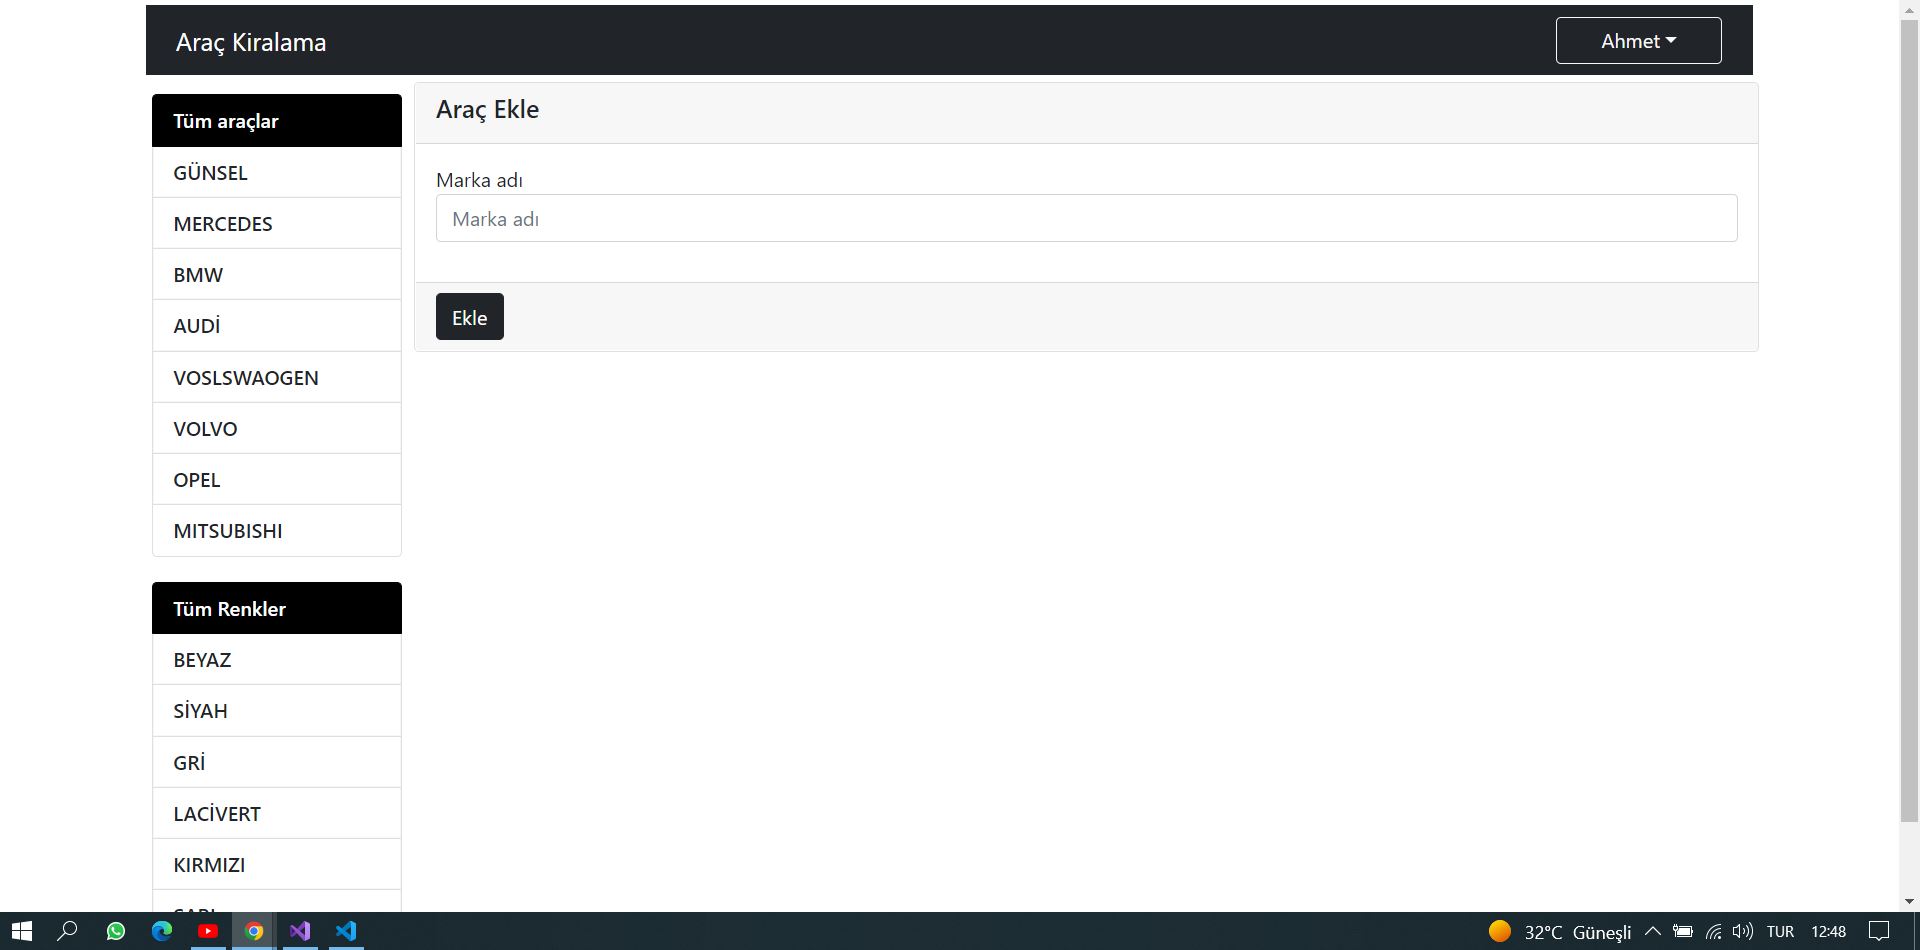 Araç Kiralama
Ahmet
Tüm araçlar
GÜNSEL
MERCEDES
BMW
AUDİ
VOSLSWAOGEN
VOLVO
OPEL
MITSUBISHI
Tüm Renkler
BEYAZ
SİYAH
GRİ
LACİVERT
KIRMIZI
Araç Ekle
Marka adı
Marka adı
Ekle
32°C Güneşli
TUR
12:48